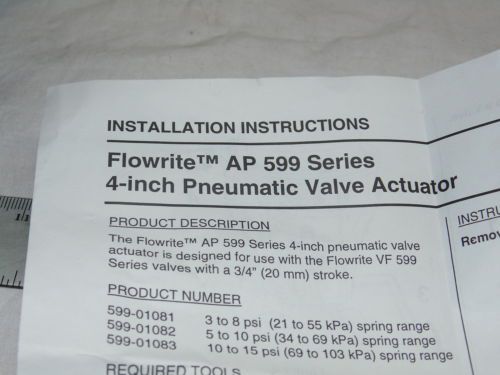 INSTALLATION INSTRUCTIONS
Flowrite™ AP 599 Series
4-inch Pneumatic Valve Actuator
PRODUCT DESCRIPTION
The Flowrite™ AP 599 Series 4-inch pneumatic valve
actuator is designed for use with the Flowrite VF 599
Series valves with a 3/4" (20 mm) stroke.
PRODUCT NUMBER
599-01081 3 to 8 psi (21 to 55 kPa) spring range
599-01082 5 to 10 psi (34 to 69 kPa) spring range
599-01083 10 to 15 psi (69 to 103 kPa) spring range
REQUIRED TOOLS
INSTRU
Remov